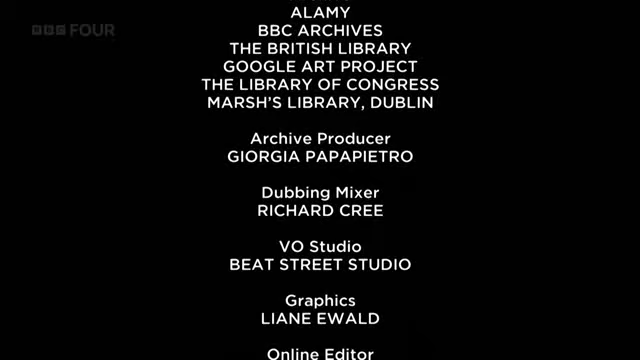 BBC FOUR
ALAMY
BBC ARCHIVES
THE BRITISH LIBRARY
GOOGLE ART PROJECT
THE LIBRARY OF CONGRESS
MARSH'S LIBRARY, DUBLIN
Archive Producer
GIORGIA PAPAPIETRO
Dubbing Mixer
RICHARD CREE
VO Studio
BEAT STREET STUDIO
Graphics
LIANE EWALD
Online Editor